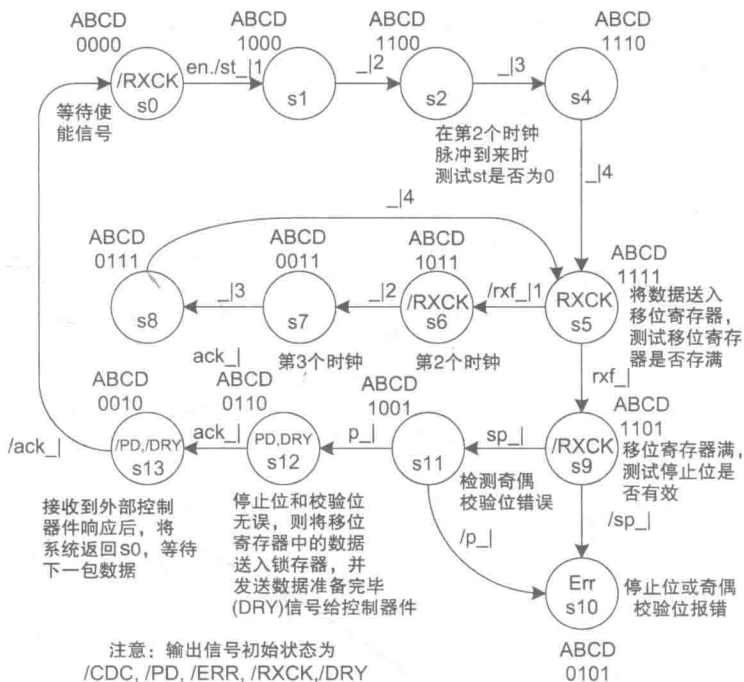 ABCD
0000
/RXCK
s0
等待使
能信号
en./st_|1
ABCD
1000
s1
_|2
ABCD
1100
s2
在第2个时钟
脉冲到来时
测试st是否为0
_|3
ABCD
1110
s4
_|4
_|4
ABCD
0111
s8
_|3
ABCD
0011
s7
第3个时钟
_|2
ABCD
1011
/RXCK
s6
第2个时钟
/rxf_|1
RXCK
s5
ABCD
1111
将数据送入
移位寄存器，
测试移位寄存
器是否存满
rxf_|
ack_|
/ack_|
ABCD
0010
/PD,/DRY
s13
接收到外部控制
器件响应后，将
系统返回s0，等待
下一包数据
ack_|
ABCD
0110
PD,DRY
s12
停止位和校验位
无误，则将移位
寄存器中的数据
送入锁存器，并
发送数据准备完毕
(DRY)信号给控制器件
p_|
ABCD
1001
s11
检测奇偶
校验位错误
sp_|
/RXCK
s9
ABCD
1101
移位寄存器满，
测试停止位是
否有效
/p_|
/sp_|
Err
s10
停止位或奇偶
校验位报错
ABCD
0101
注意：输出信号初始状态为
/CDC, /PD, /ERR, /RXCK,/DRY